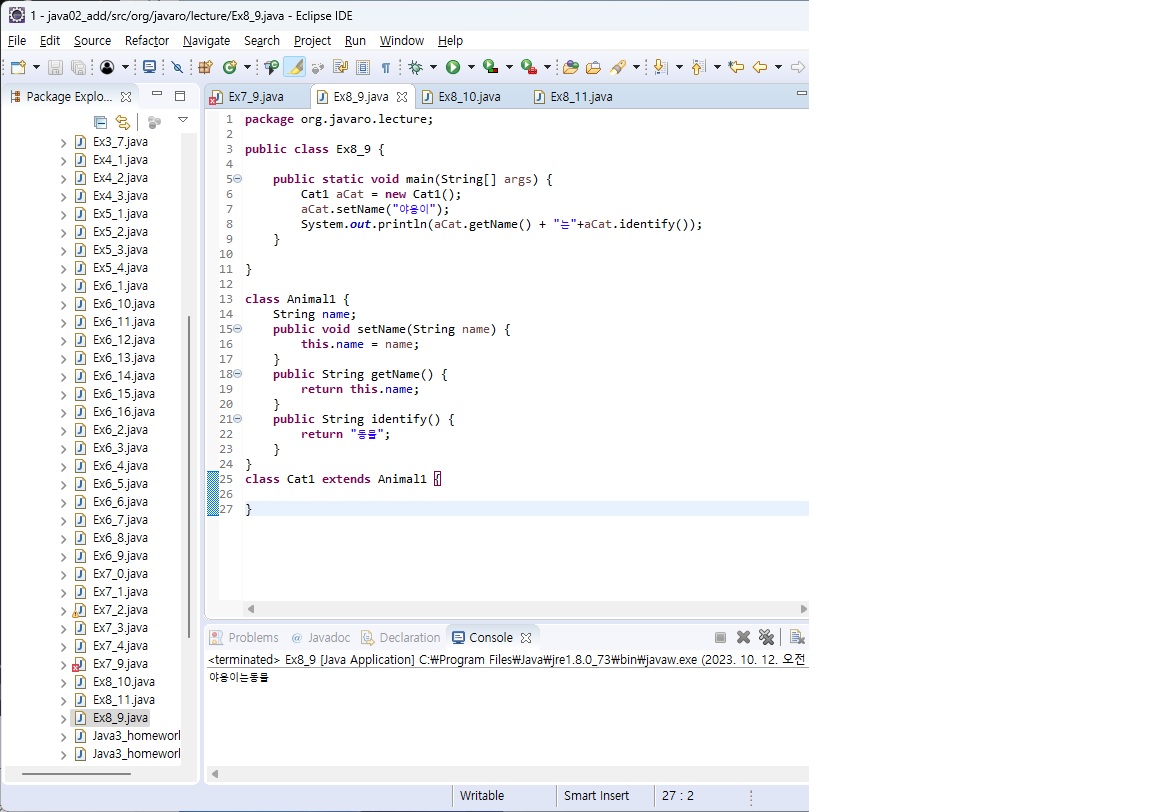 1 - java02_add/src/org/javaro/lecture/Ex8_9.java - Eclipse IDE
File Edit Source Refactor Navigate Search Project Run Window Help
Package Explo...
Ex3_7.java
Ex4_1.java
Ex4_2.java
Ex4_3.java
Ex5_1.java
Ex5_2.java
Ex5_3.java
Ex5_4.java
Ex6_1.java
Ex6_10.java
Ex6_11.java
Ex6_12.java
Ex6_13.java
Ex6_14.java
Ex6_15.java
Ex6_16.java
Ex6_2.java
Ex6_3.java
Ex6_4.java
Ex6_5.java
Ex6_6.java
Ex6_7.java
Ex6_8.java
Ex6_9.java
Ex7_0.java
Ex7_1.java
Ex7_2.java
Ex7_3.java
Ex7_4.java
Ex7_9.java
Ex8_10.java
Ex8_11.java
Ex8_9.java
Java3_homeworl
Java3_homeworl
Ex7_9.java Ex8_9.java Ex8_10.java Ex8_11.java
1 package org.javaro.lecture;
2
3 public class Ex8_9 {
4
5 public static void main(String[] args) {
6 Cat1 aCat = new Cat1();
7 aCat.setName("야옹이");
8 System.out.println(aCat.getName() + "는"+aCat.identify());
9 }
10
11 }
12
13 class Animal1 {
14 String name;
15 public void setName(String name) {
16 this.name = name;
17 }
18 public String getName() {
19 return this.name;
20 }
21 public String identify() {
22 return "동물";
23 }
24 }
25 class Cat1 extends Animal1 {
26
27 }
Problems @ Javadoc Declaration Console
<terminated> Ex8_9 [Java Application] C:₩Program Files₩Java₩jre1.8.0_73₩bin₩javaw.exe (2023. 10. 12. 오전
야옹이는동물
Writable Smart Insert 27 : 2